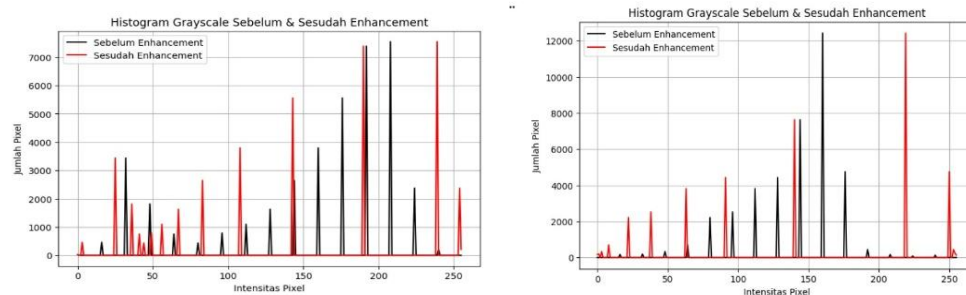 Histogram Grayscale Sebelum & Sesudah Enhancement
Sebelum Enhancement
Sesudah Enhancement
7000
6000
5000
4000
3000
2000
1000
0
Jumlah Pixel
0
50
100
150
200
250
Intensitas Pixel
Histogram Grayscale Sebelum & Sesudah Enhancement
Sebelum Enhancement
Sesudah Enhancement
12000
10000
8000
6000
4000
2000
0
Jumlah Pixel
0
50
100
150
200
250
Intensitas Pixel